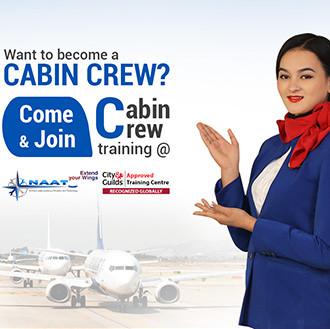 Want to become a
CABIN CREW?
Come
& Join
Cabin
Crew
training @
NAATC
Extend
your Wings
City&
Guilds
Approved
Training Centre
RECOGNIZED GLOBALLY